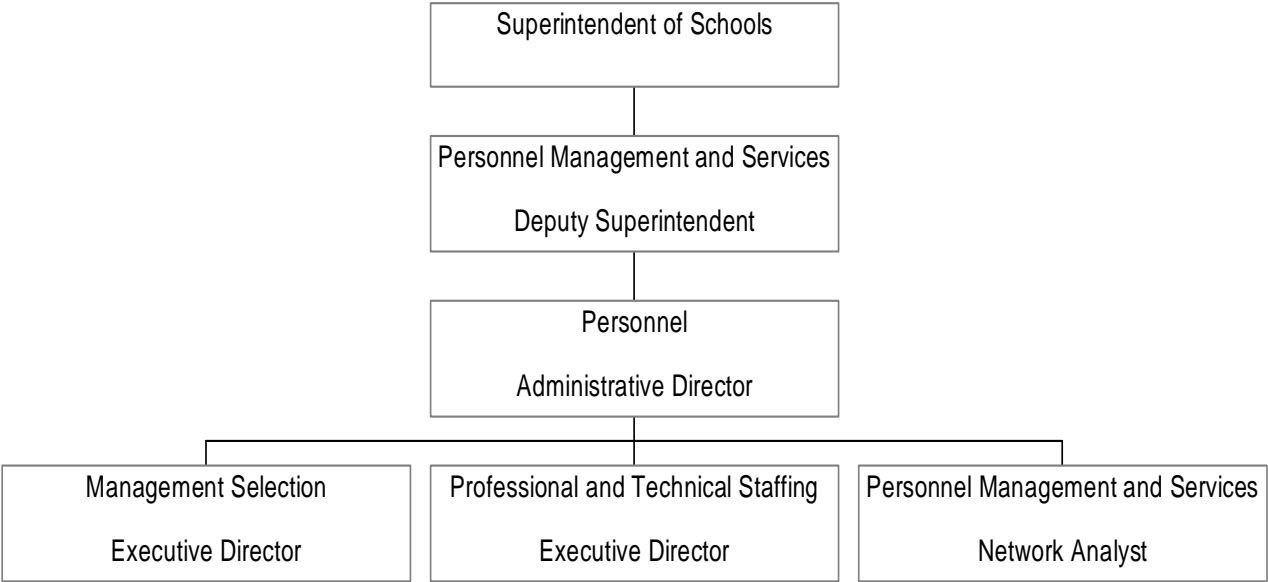 Superintendent of Schools
Personnel Management and Services
Deputy Superintendent
Personnel
Administrative Director
Management Selection
Executive Director
Professional and Technical Staffing
Executive Director
Personnel Management and Services
Network Analyst